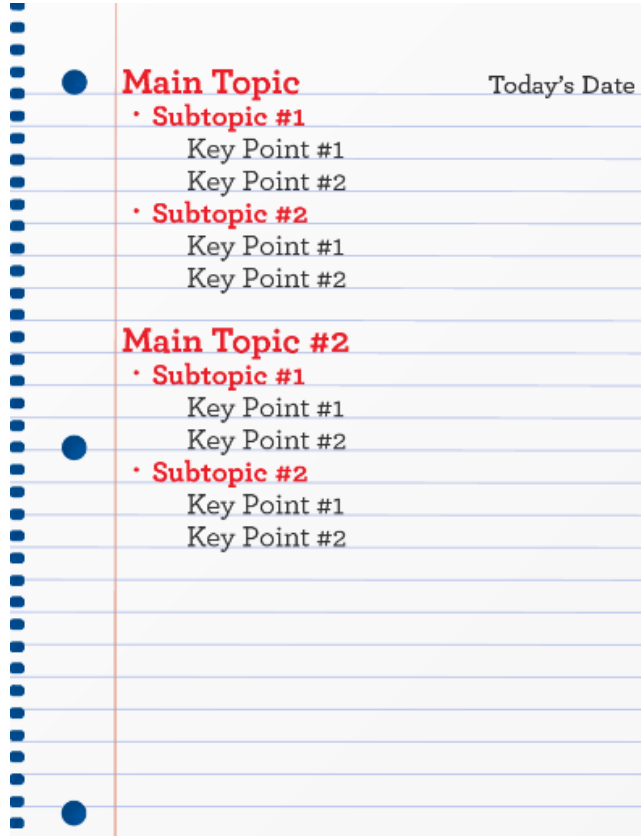 Main Topic Today's Date
· Subtopic #1
Key Point #1
Key Point #2
· Subtopic #2
Key Point #1
Key Point #2
Main Topic #2
· Subtopic #1
Key Point #1
Key Point #2
· Subtopic #2
Key Point #1
Key Point #2